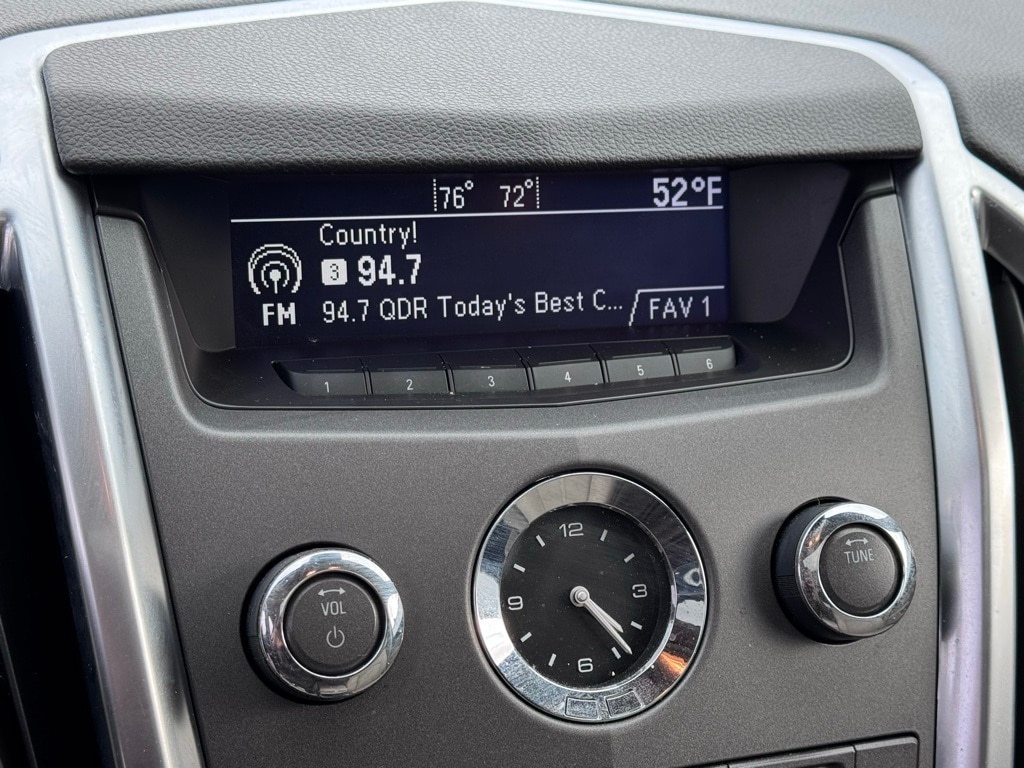 76° 72° 52°F
Country!
3 94.7
FM 94.7 QDR Today's Best C... FAV 1
1 2 3 4 5 6
12
3
6
9
VOL
TUNE